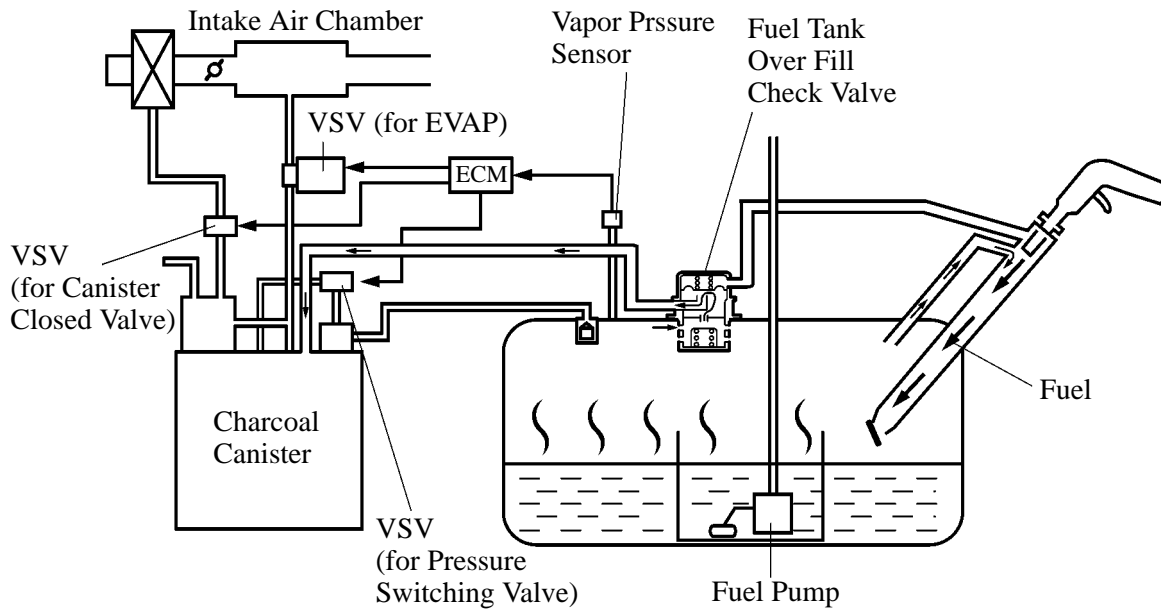 Intake Air Chamber
Vapor Prssure
Sensor
Fuel Tank
Over Fill
Check Valve
VSV (for EVAP)
ECM
VSV
(for Canister
Closed Valve)
Fuel
Charcoal
Canister
VSV
(for Pressure
Switching Valve)
Fuel Pump